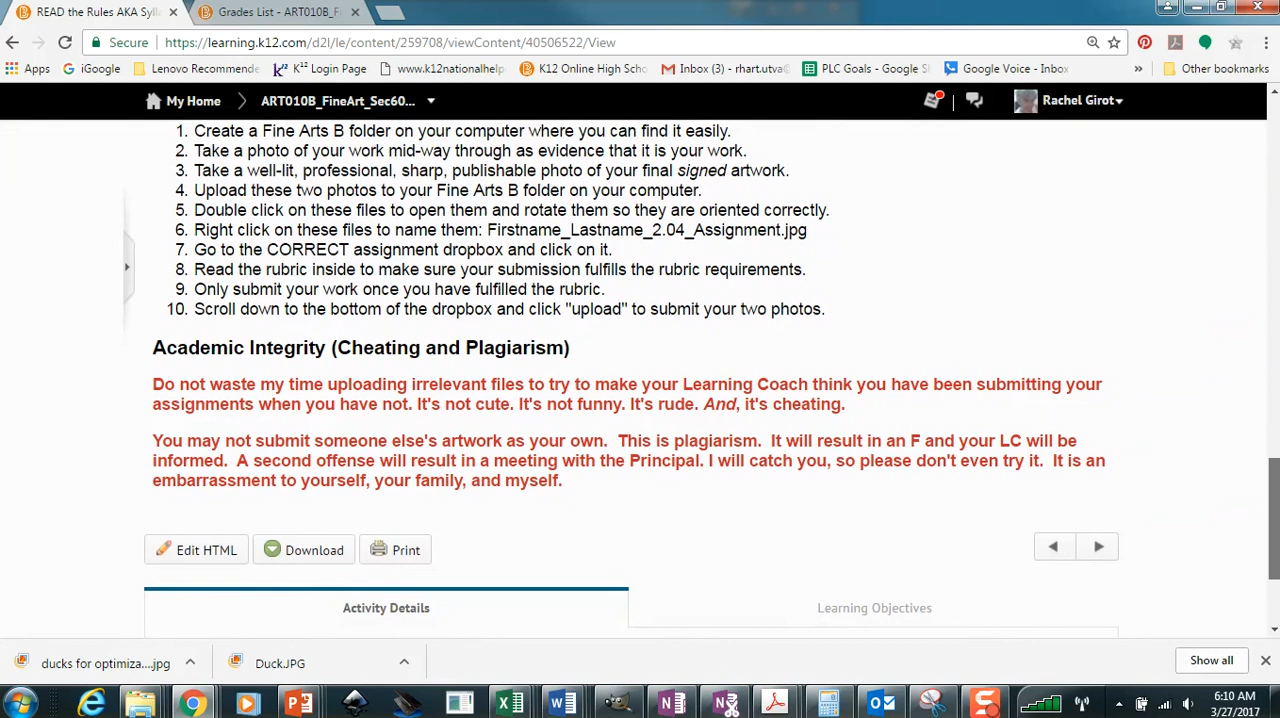 READ the Rules AKA Sylla
Grades List - ART010B_Fi
Secure
https://learning.k12.com/d2l/le/content/259708/viewContent/40506522/View
Apps
iGoogle
Lenovo Recommende
K¹² Login Page
www.k12nationalhelp
K12 Online High Scho
Inbox (3) - rhart.utva@
PLC Goals - Google S
Google Voice - Inbox
»
Other bookmarks
My Home
ART010B_FineArt_Sec60...
Rachel Girot
1. Create a Fine Arts B folder on your computer where you can find it easily.
2. Take a photo of your work mid-way through as evidence that it is your work.
3. Take a well-lit, professional, sharp, publishable photo of your final signed artwork.
4. Upload these two photos to your Fine Arts B folder on your computer.
5. Double click on these files to open them and rotate them so they are oriented correctly.
6. Right click on these files to name them: Firstname_Lastname_2.04_Assignment.jpg
7. Go to the CORRECT assignment dropbox and click on it.
8. Read the rubric inside to make sure your submission fulfills the rubric requirements.
9. Only submit your work once you have fulfilled the rubric.
10. Scroll down to the bottom of the dropbox and click "upload" to submit your two photos.
Academic Integrity (Cheating and Plagiarism)
Do not waste my time uploading irrelevant files to try to make your Learning Coach think you have been submitting your
assignments when you have not. It's not cute. It's not funny. It's rude. And, it's cheating.
You may not submit someone else's artwork as your own. This is plagiarism. It will result in an F and your LC will be
informed. A second offense will result in a meeting with the Principal. I will catch you, so please don't even try it. It is an
embarrassment to yourself, your family, and myself.
Edit HTML
Download
Print
Activity Details
Learning Objectives
ducks for optimiza....jpg
Duck.JPG
Show all
6:10 AM
3/27/2017